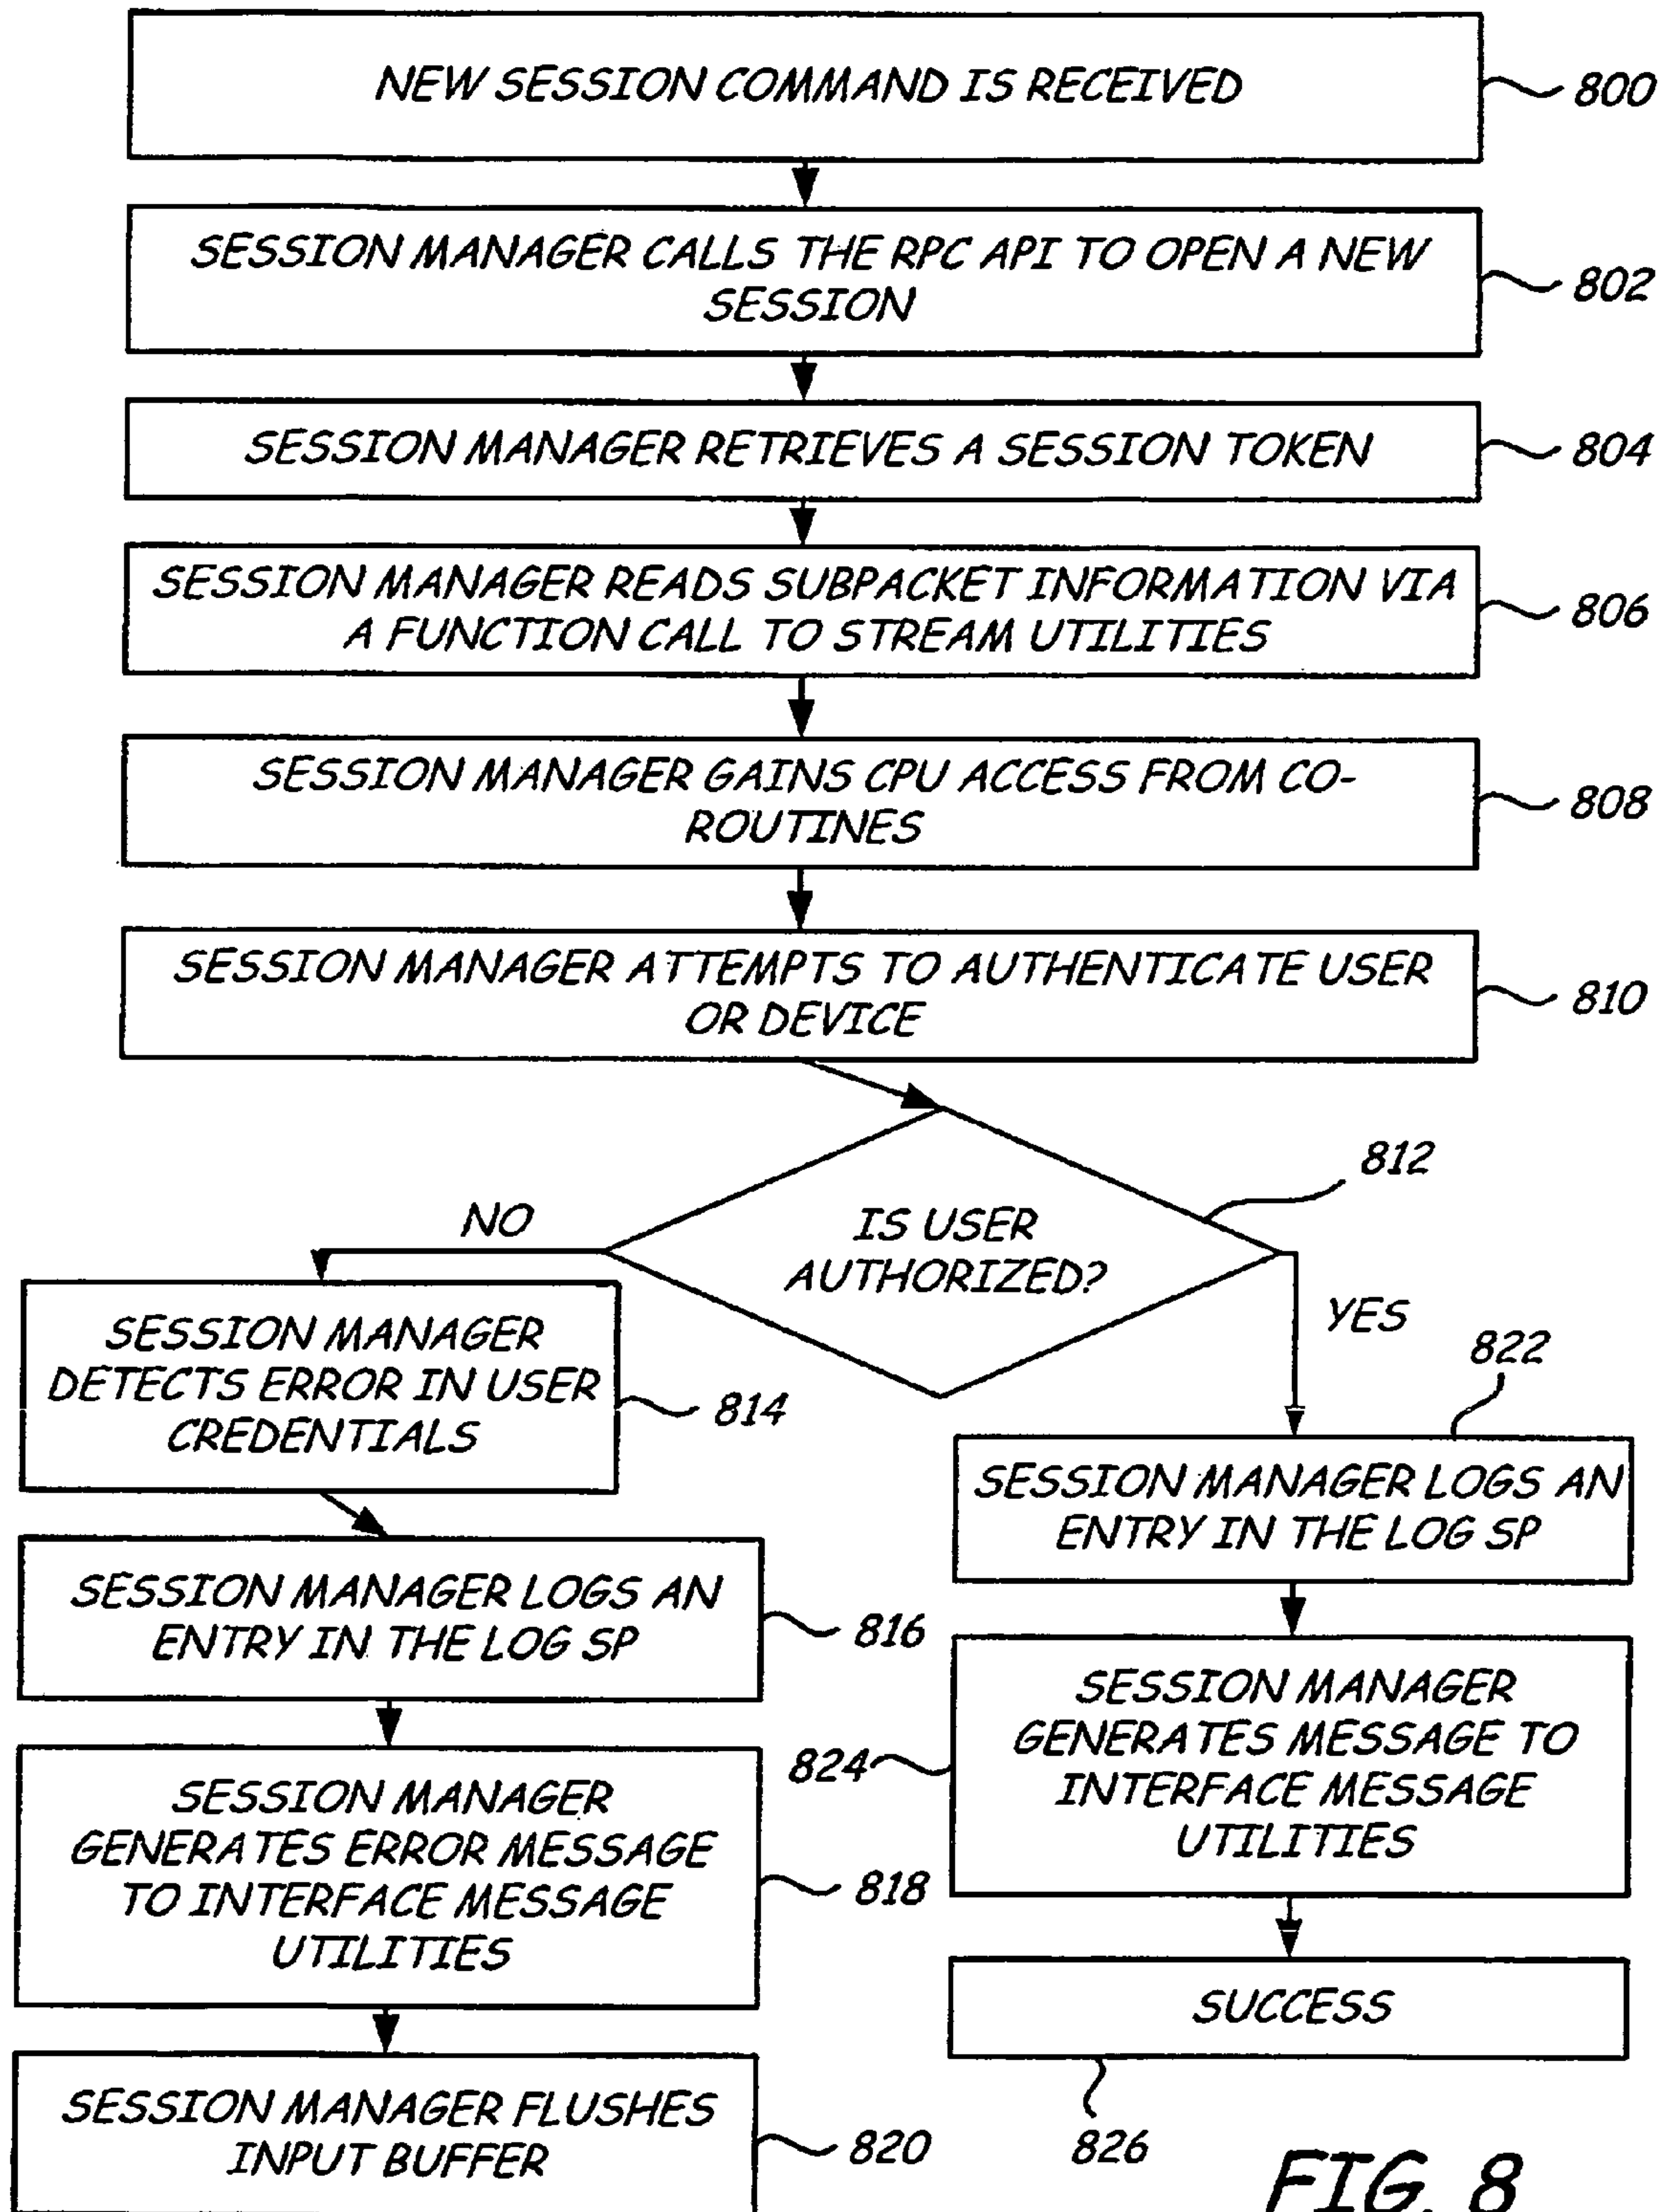 NEW SESSION COMMAND IS RECEIVED
800
SESSION MANAGER CALLS THE RPC API TO OPEN A NEW
SESSION
802
SESSION MANAGER RETRIEVES A SESSION TOKEN
804
SESSION MANAGER READS SUBPACKET INFORMATION VIA
A FUNCTION CALL TO STREAM UTILITIES
806
SESSION MANAGER GAINS CPU ACCESS FROM CO-
ROUTINES
808
SESSION MANAGER ATTEMPTS TO AUTHENTICATE USER
OR DEVICE
810
812
IS USER
AUTHORIZED?
NO
YES
SESSION MANAGER
DETECTS ERROR IN USER
CREDENTIALS
814
SESSION MANAGER LOGS AN
ENTRY IN THE LOG SP
816
SESSION MANAGER
GENERATES ERROR MESSAGE
TO INTERFACE MESSAGE
UTILITIES
818
SESSION MANAGER FLUSHES
INPUT BUFFER
820
822
SESSION MANAGER LOGS AN
ENTRY IN THE LOG SP
SESSION MANAGER
GENERATES MESSAGE TO
INTERFACE MESSAGE
UTILITIES
824
SUCCESS
826
FIG. 8